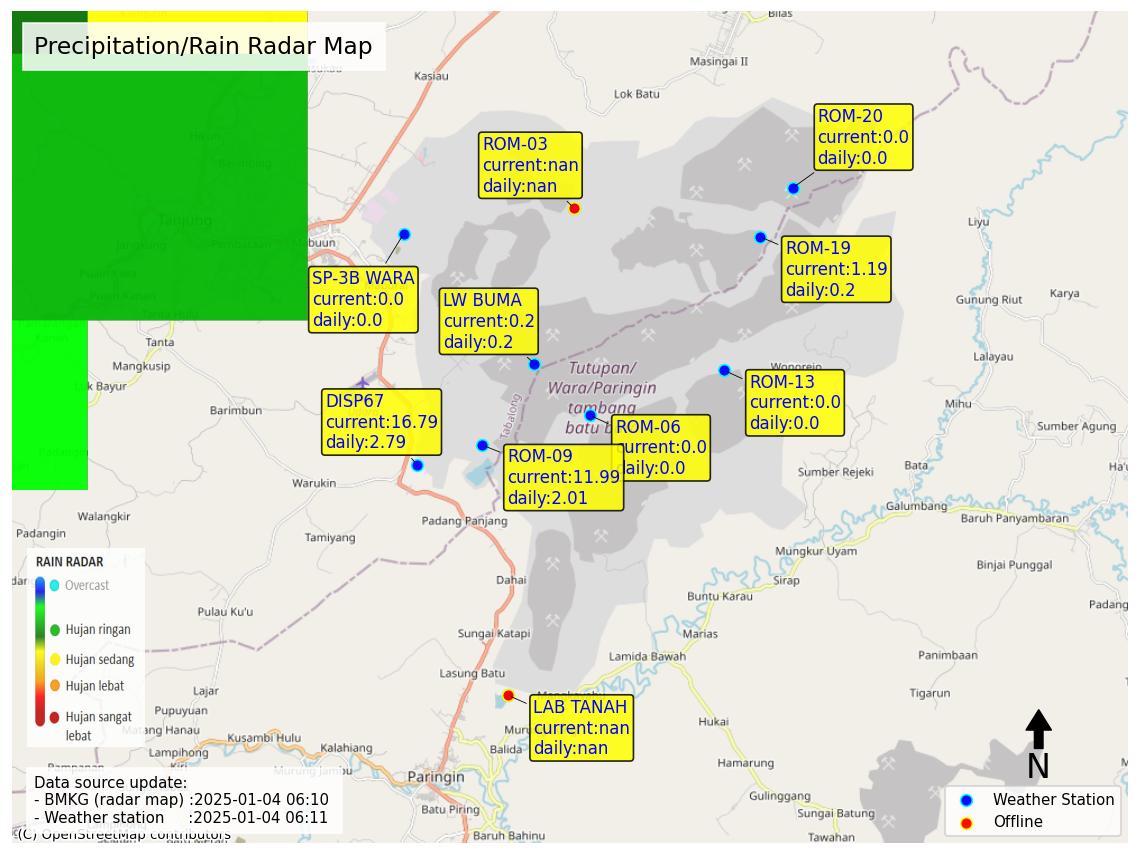 Precipitation/Rain Radar Map
Bilas
Masingai II
Kasiau
Lok Batu
ROM-20
current:0.0
daily:0.0
ROM-03
current:nan
daily:nan
Tanjung
Mabuun
Liyu
ROM-19
current:1.19
daily:0.2
SP-3B WARA
current:0.0
daily:0.0
LW BUMA
current:0.2
daily:0.2
Gunung Riut
Karya
Tanta
Mangkusip
Lok Bayur
Barimbun
Lalayau
Wonorejo
Tutupan/
Wara/Paringin
tambang
batu b
Tabalong
ROM-13
current:0.0
daily:0.0
Mihu
DISP67
current:16.79
daily:2.79
ROM-06
current:0.0
daily:0.0
ROM-09
current:11.99
daily:2.01
Sumber Agung
Sumber Rejeki
Bata
Warukin
Galumbang
Baruh Panyambaran
Walangkir
Padangin
Padang Panjang
Tamiyang
Mungkur Uyam
Binjai Punggal
RAIN RADAR
Overcast
Hujan ringan
Hujan sedang
Hujan lebat
Hujan sangat
lebat
Dahai
Sirap
Buntu Karau
Pulau Ku'u
Sungai Katapi
Marias
Lamida Bawah
Panimbaan
Lasung Batu
Lajar
Tigarun
Pupuyuan
LAB TANAH
current:nan
daily:nan
Hukai
Matang Hanau
Kusambi Hulu
Kalahiang
Lampihong
Balida
Hamarung
Murung Jambu
Paringin
N
Gulinggang
Batu Piring
Sungai Batung
Baruh Bahinu
Tawahan
Data source update:
- BMKG (radar map) :2025-01-04 06:10
- Weather station :2025-01-04 06:11
(C) OpenStreetMap contributors
Weather Station
Offline